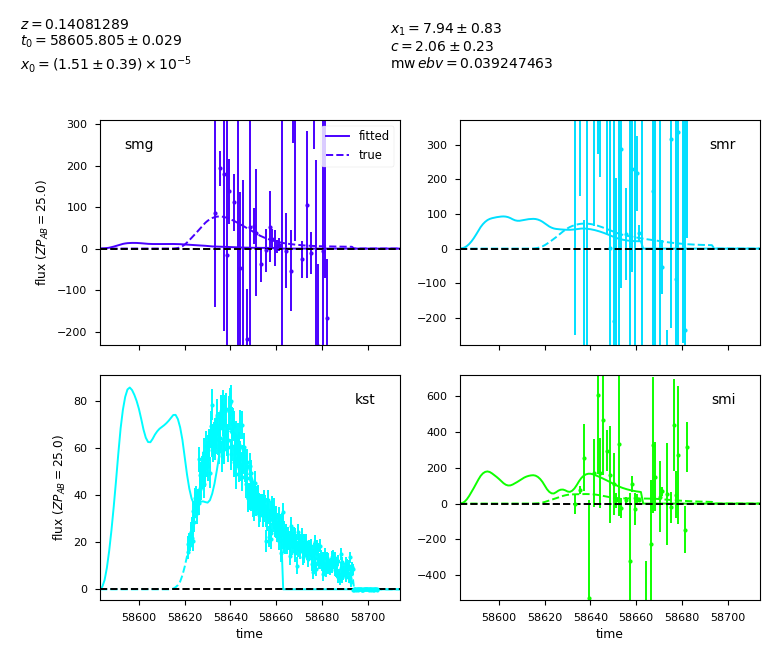 z = 0.14081289
t₀ = 58605.805 ± 0.029
x₀ = (1.51 ± 0.39) × 10⁻⁵
x₁ = 7.94 ± 0.83
c = 2.06 ± 0.23
mw ebv = 0.039247463
smg
fitted
true
300
200
100
0
−100
−200
flux (ZP_AB = 25.0)
smr
300
200
100
0
−100
−200
kst
80
60
40
20
0
flux (ZP_AB = 25.0)
58600 58620 58640 58660 58680 58700
time
smi
600
400
200
0
−200
−400
58600 58620 58640 58660 58680 58700
time